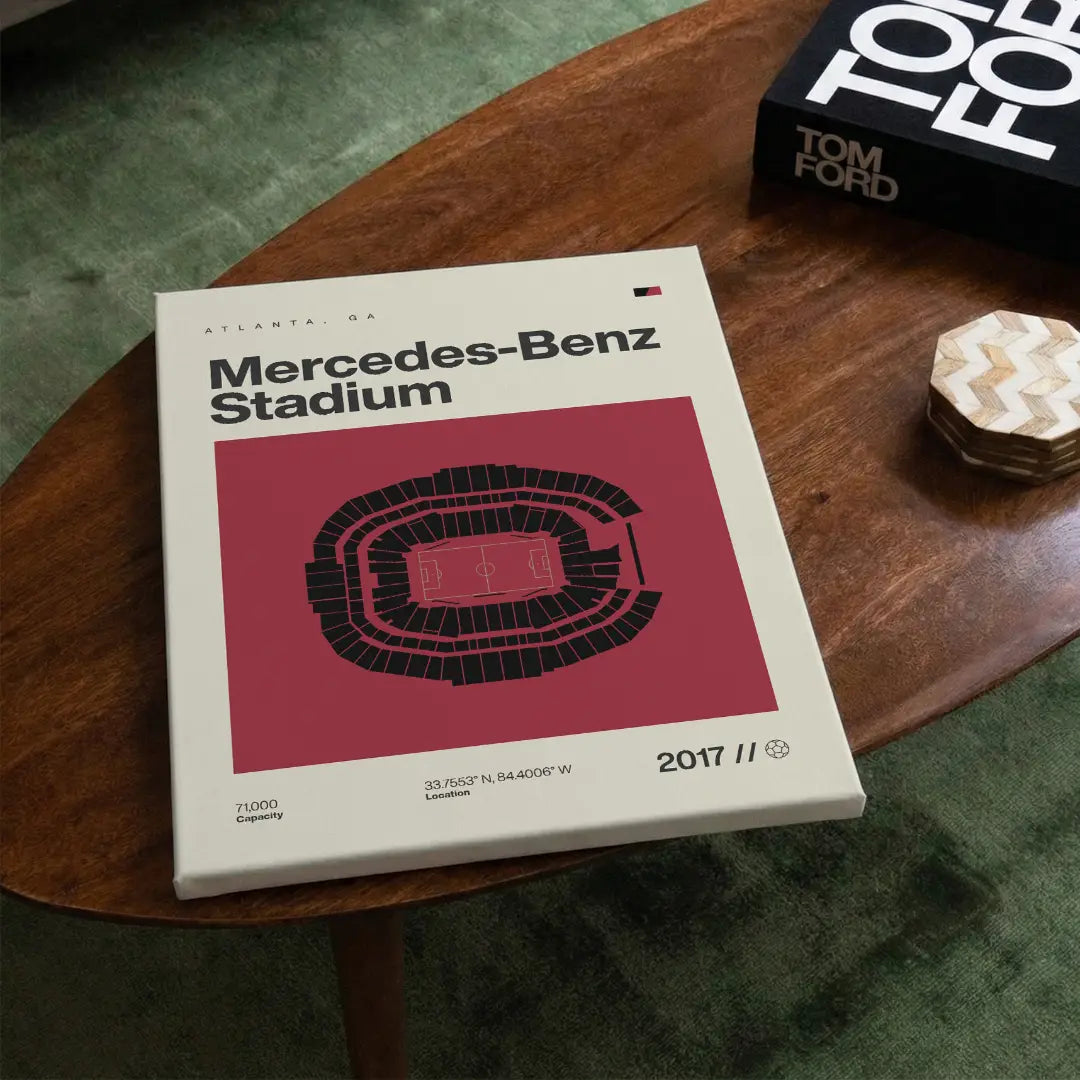 ATLANTA. GA
Mercedes-Benz
Stadium
71,000
Capacity
33.7553° N, 84.4006° W
Location
2017 //
TOM
FORD